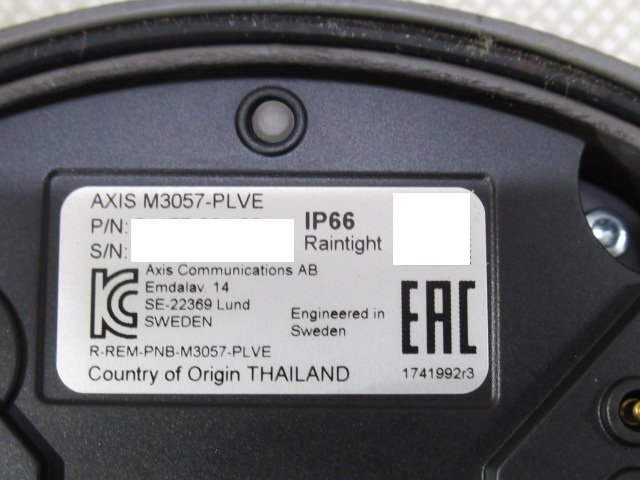 AXIS M3057-PLVE
P/N:
S/N:
IP66
Raintight
Axis Communications AB
Emdalav. 14
SE-22369 Lund
SWEDEN
Engineered in
Sweden
EAC
R-REM-PNB-M3057-PLVE
Country of Origin THAILAND
1741992r3